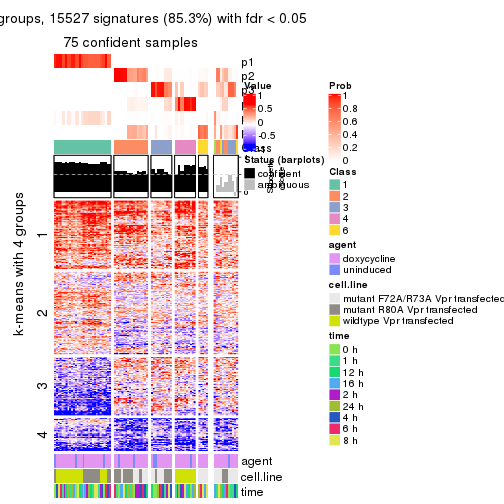 groups, 15527 signatures (85.3%) with fdr < 0.05
75 confident samples
p1
p2
p3
Value
1
0.5
0
-0.5
-1
Class
Status (barplots)
confident
ambiguous
Prob
1
0.8
0.6
0.4
0.2
0
Class
1
2
3
4
6
agent
doxycycline
uninduced
cell.line
mutant F72A/R73A Vpr transfected
mutant R80A Vpr transfected
wildtype Vpr transfected
time
0 h
1 h
12 h
16 h
2 h
24 h
4 h
6 h
8 h
k-means with 4 groups
1
2
3
4
agent
cell.line
time